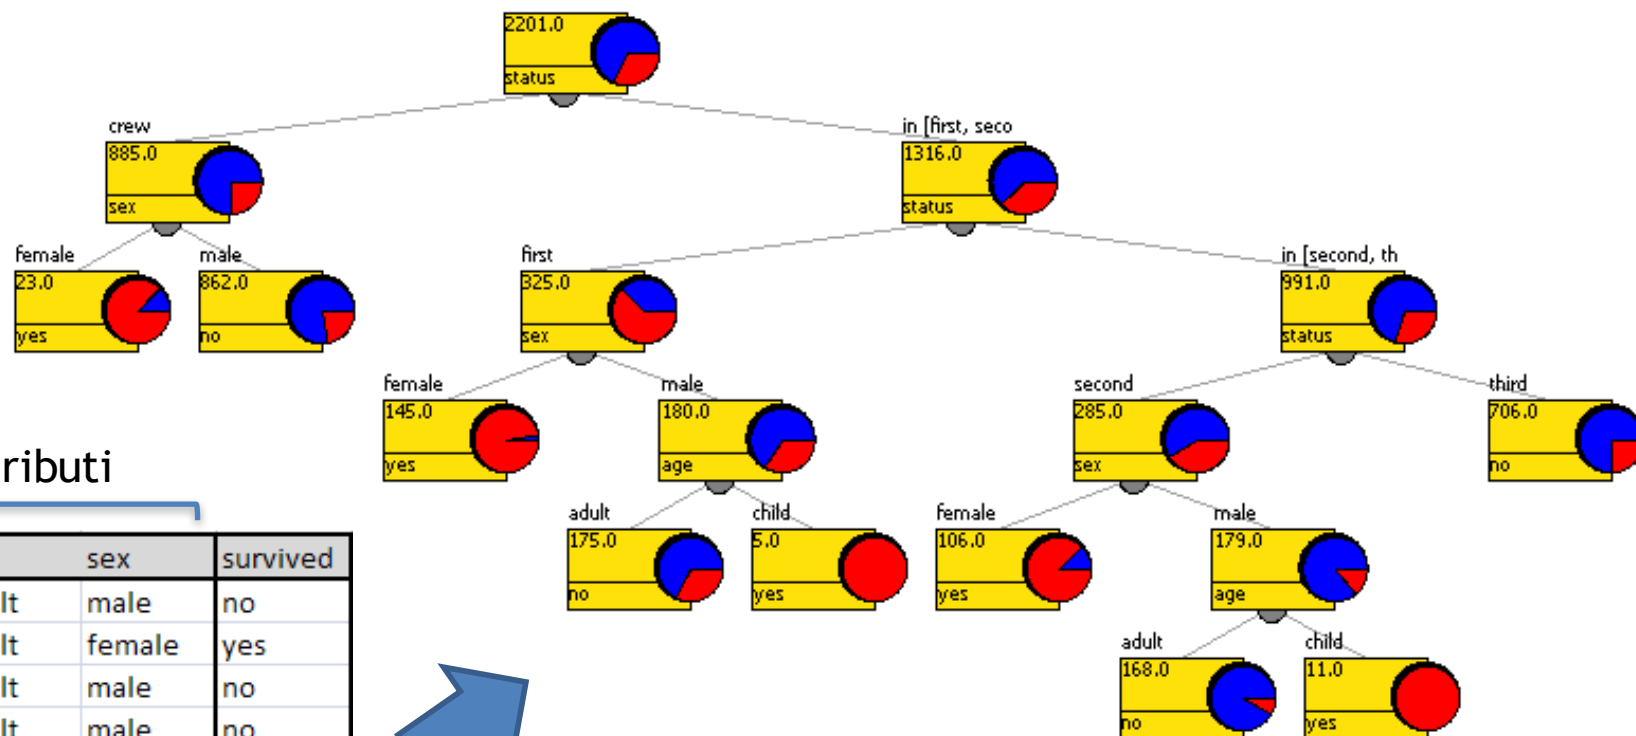 2201.0
status
crew
in [first, seco
885.0
sex
1316.0
status
female
male
first
in [second, th
23.0
yes
862.0
no
325.0
sex
991.0
status
female
male
second
third
145.0
yes
180.0
age
285.0
sex
706.0
no
adult
child
female
male
175.0
no
5.0
yes
106.0
yes
179.0
age
adult
child
168.0
no
11.0
yes
ributi
sex survived
lt male no
lt female yes
lt male no
lt male no